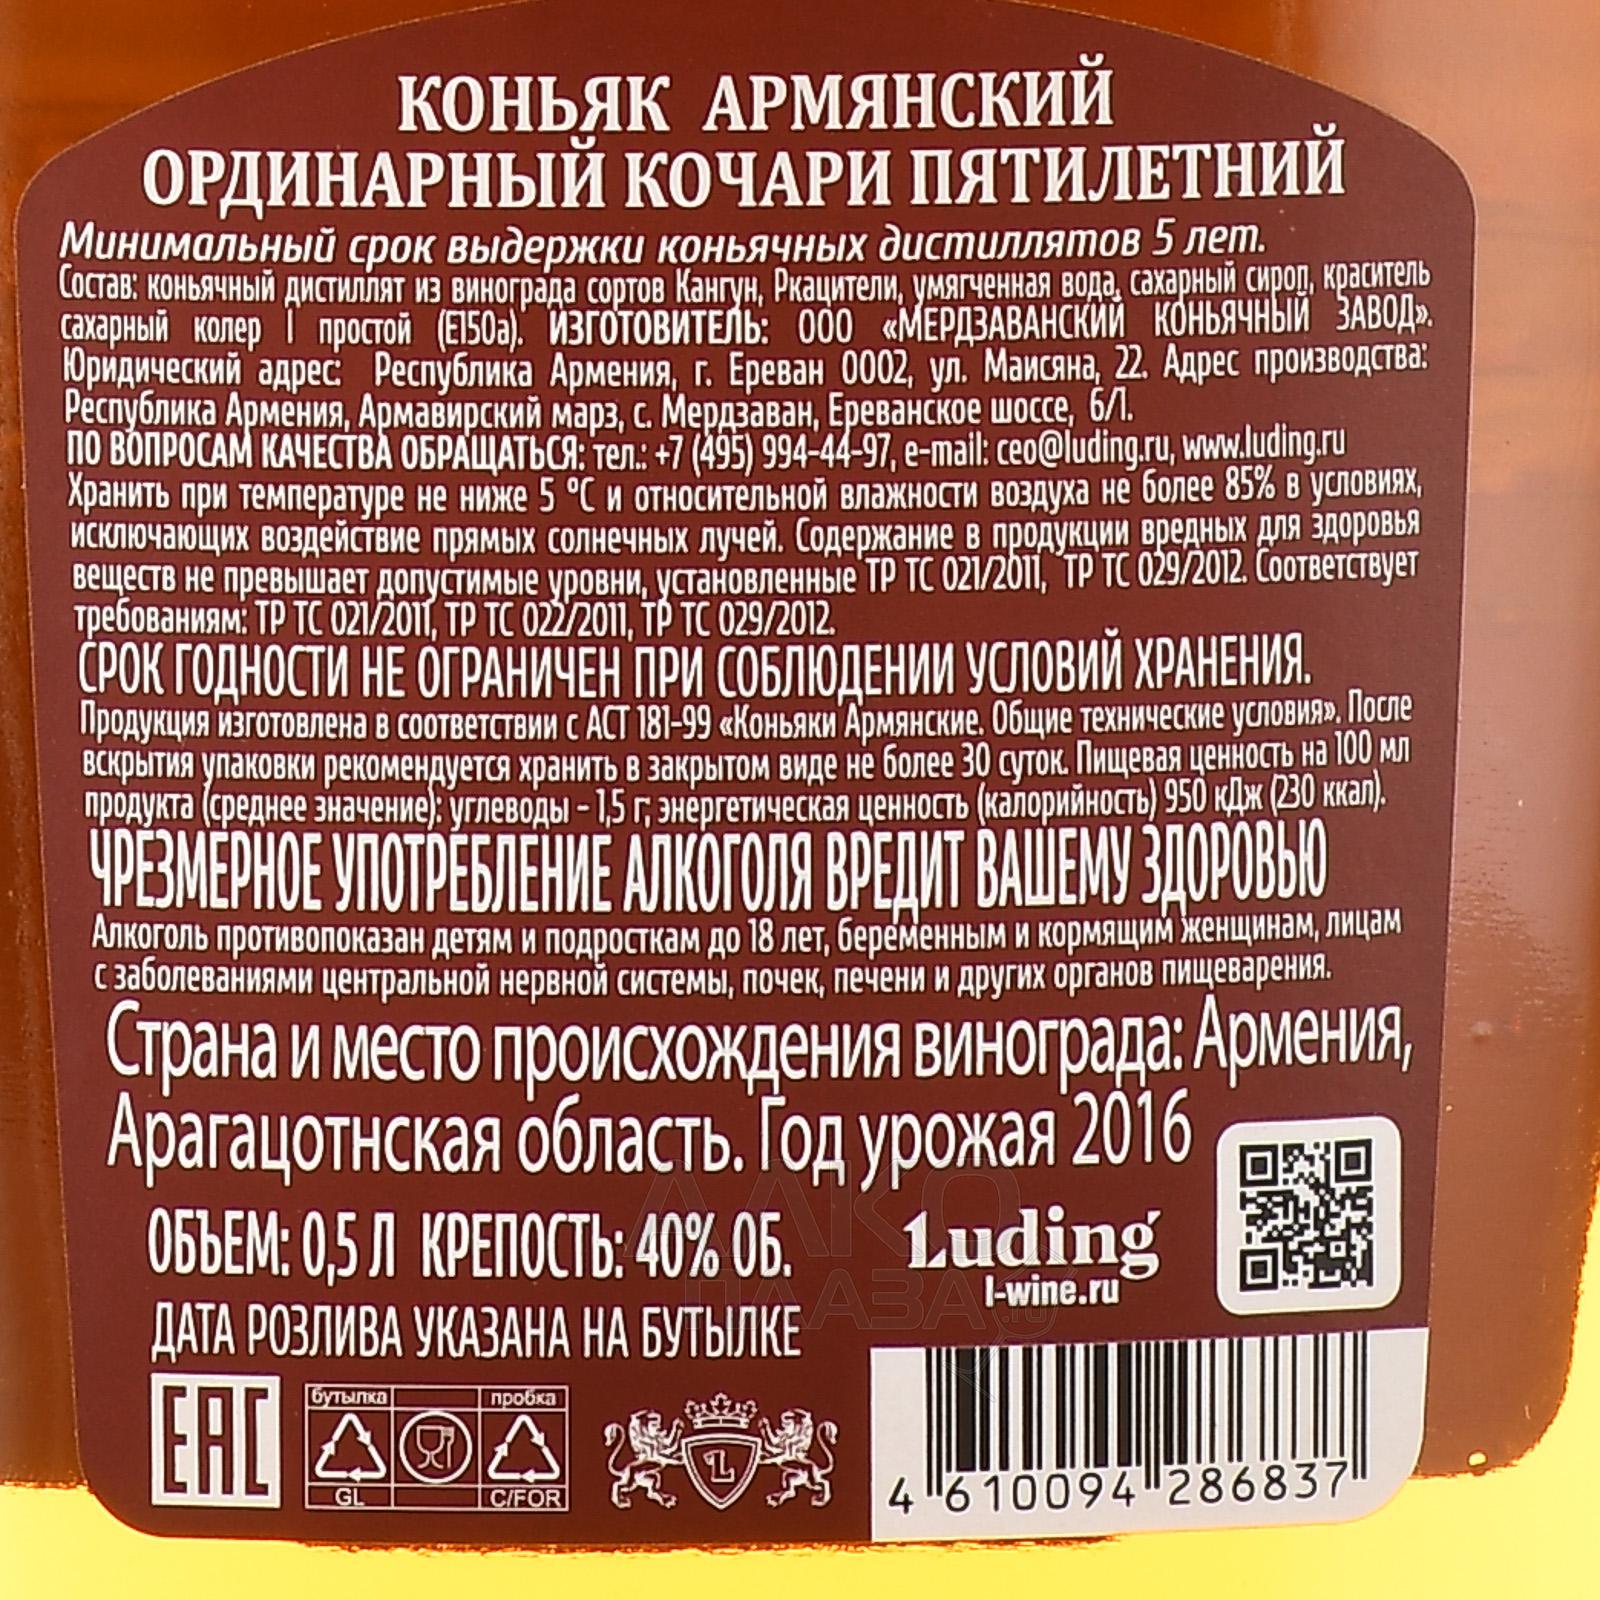 КОНЬЯК АРМЯНСКИЙ
ОРДИНАРНЫЙ КОЧАРИ ПЯТИЛЕТНИЙ
Минимальный срок выдержки коньячных дистиллятов 5 лет.
Состав: коньячный дистиллят из винограда сортов Кангун, Ркацители, умягченная вода, сахарный сироп, краситель
сахарный колер I простой (Е150а). ИЗГОТОВИТЕЛЬ: ООО «МЕРДЗАВАНСКИЙ КОНЬЯЧНЫЙ ЗАВОД».
Юридический адрес: Республика Армения, г. Ереван 0002, ул. Маисяна, 22. Адрес производства:
Республика Армения, Армавирский марз, с. Мердзаван, Ереванское шоссе, 6/1.
ПО ВОПРОСАМ КАЧЕСТВА ОБРАЩАТЬСЯ: тел.: +7 (495) 994-44-97, e-mail: ceo@luding.ru, www.luding.ru
Хранить при температуре не ниже 5 °С и относительной влажности воздуха не более 85% в условиях,
исключающих воздействие прямых солнечных лучей. Содержание в продукции вредных для здоровья
веществ не превышает допустимые уровни, установленные ТР ТС 021/2011, ТР ТС 029/2012. Соответствует
требованиям: ТР ТС 021/2011, ТР ТС 022/2011, ТР ТС 029/2012.
СРОК ГОДНОСТИ НЕ ОГРАНИЧЕН ПРИ СОБЛЮДЕНИИ УСЛОВИЙ ХРАНЕНИЯ.
Продукция изготовлена в соответствии с АСТ 181-99 «Коньяки Армянские. Общие технические условия». После
вскрытия упаковки рекомендуется хранить в закрытом виде не более 30 суток. Пищевая ценность на 100 мл
продукта (среднее значение): углеводы - 1,5 г, энергетическая ценность (калорийность) 950 кДж (230 ккал).
ЧРЕЗМЕРНОЕ УПОТРЕБЛЕНИЕ АЛКОГОЛЯ ВРЕДИТ ВАШЕМУ ЗДОРОВЬЮ
Алкоголь противопоказан детям и подросткам до 18 лет, беременным и кормящим женщинам, лицам
с заболеваниями центральной нервной системы, почек, печени и других органов пищеварения.
Страна и место происхождения винограда: Армения,
Арагацотнская область. Год урожая 2016
ОБЪЕМ: 0,5 Л КРЕПОСТЬ: 40% ОБ.
ДАТА РОЗЛИВА УКАЗАНА НА БУТЫЛКЕ
Luding
l-wine.ru
АЛКО
ПЛАЗА.ru
EAC
бутылка пробка
GL C/FOR
L
4 610094 286837